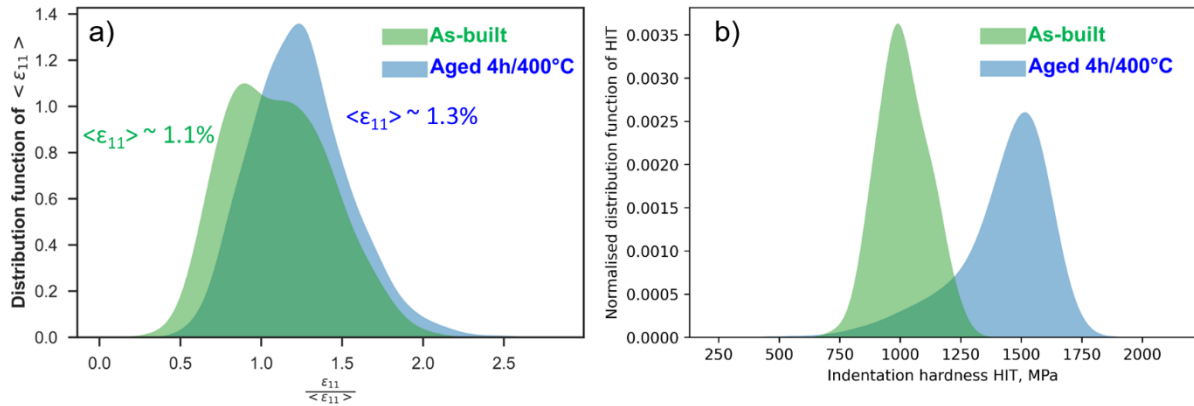 a)
As-built
Aged 4h/400°C
<ε11> ~ 1.1%
<ε11> ~ 1.3%
Distribution function of < ε11 >
1.4
1.2
1.0
0.8
0.6
0.4
0.2
0.0
0.0 0.5 1.0 1.5 2.0 2.5
ε11
< ε11 >
b)
As-built
Aged 4h/400°C
Normalised distribution function of HIT
0.0035
0.0030
0.0025
0.0020
0.0015
0.0010
0.0005
0.0000
250 500 750 1000 1250 1500 1750 2000
Indentation hardness HIT, MPa